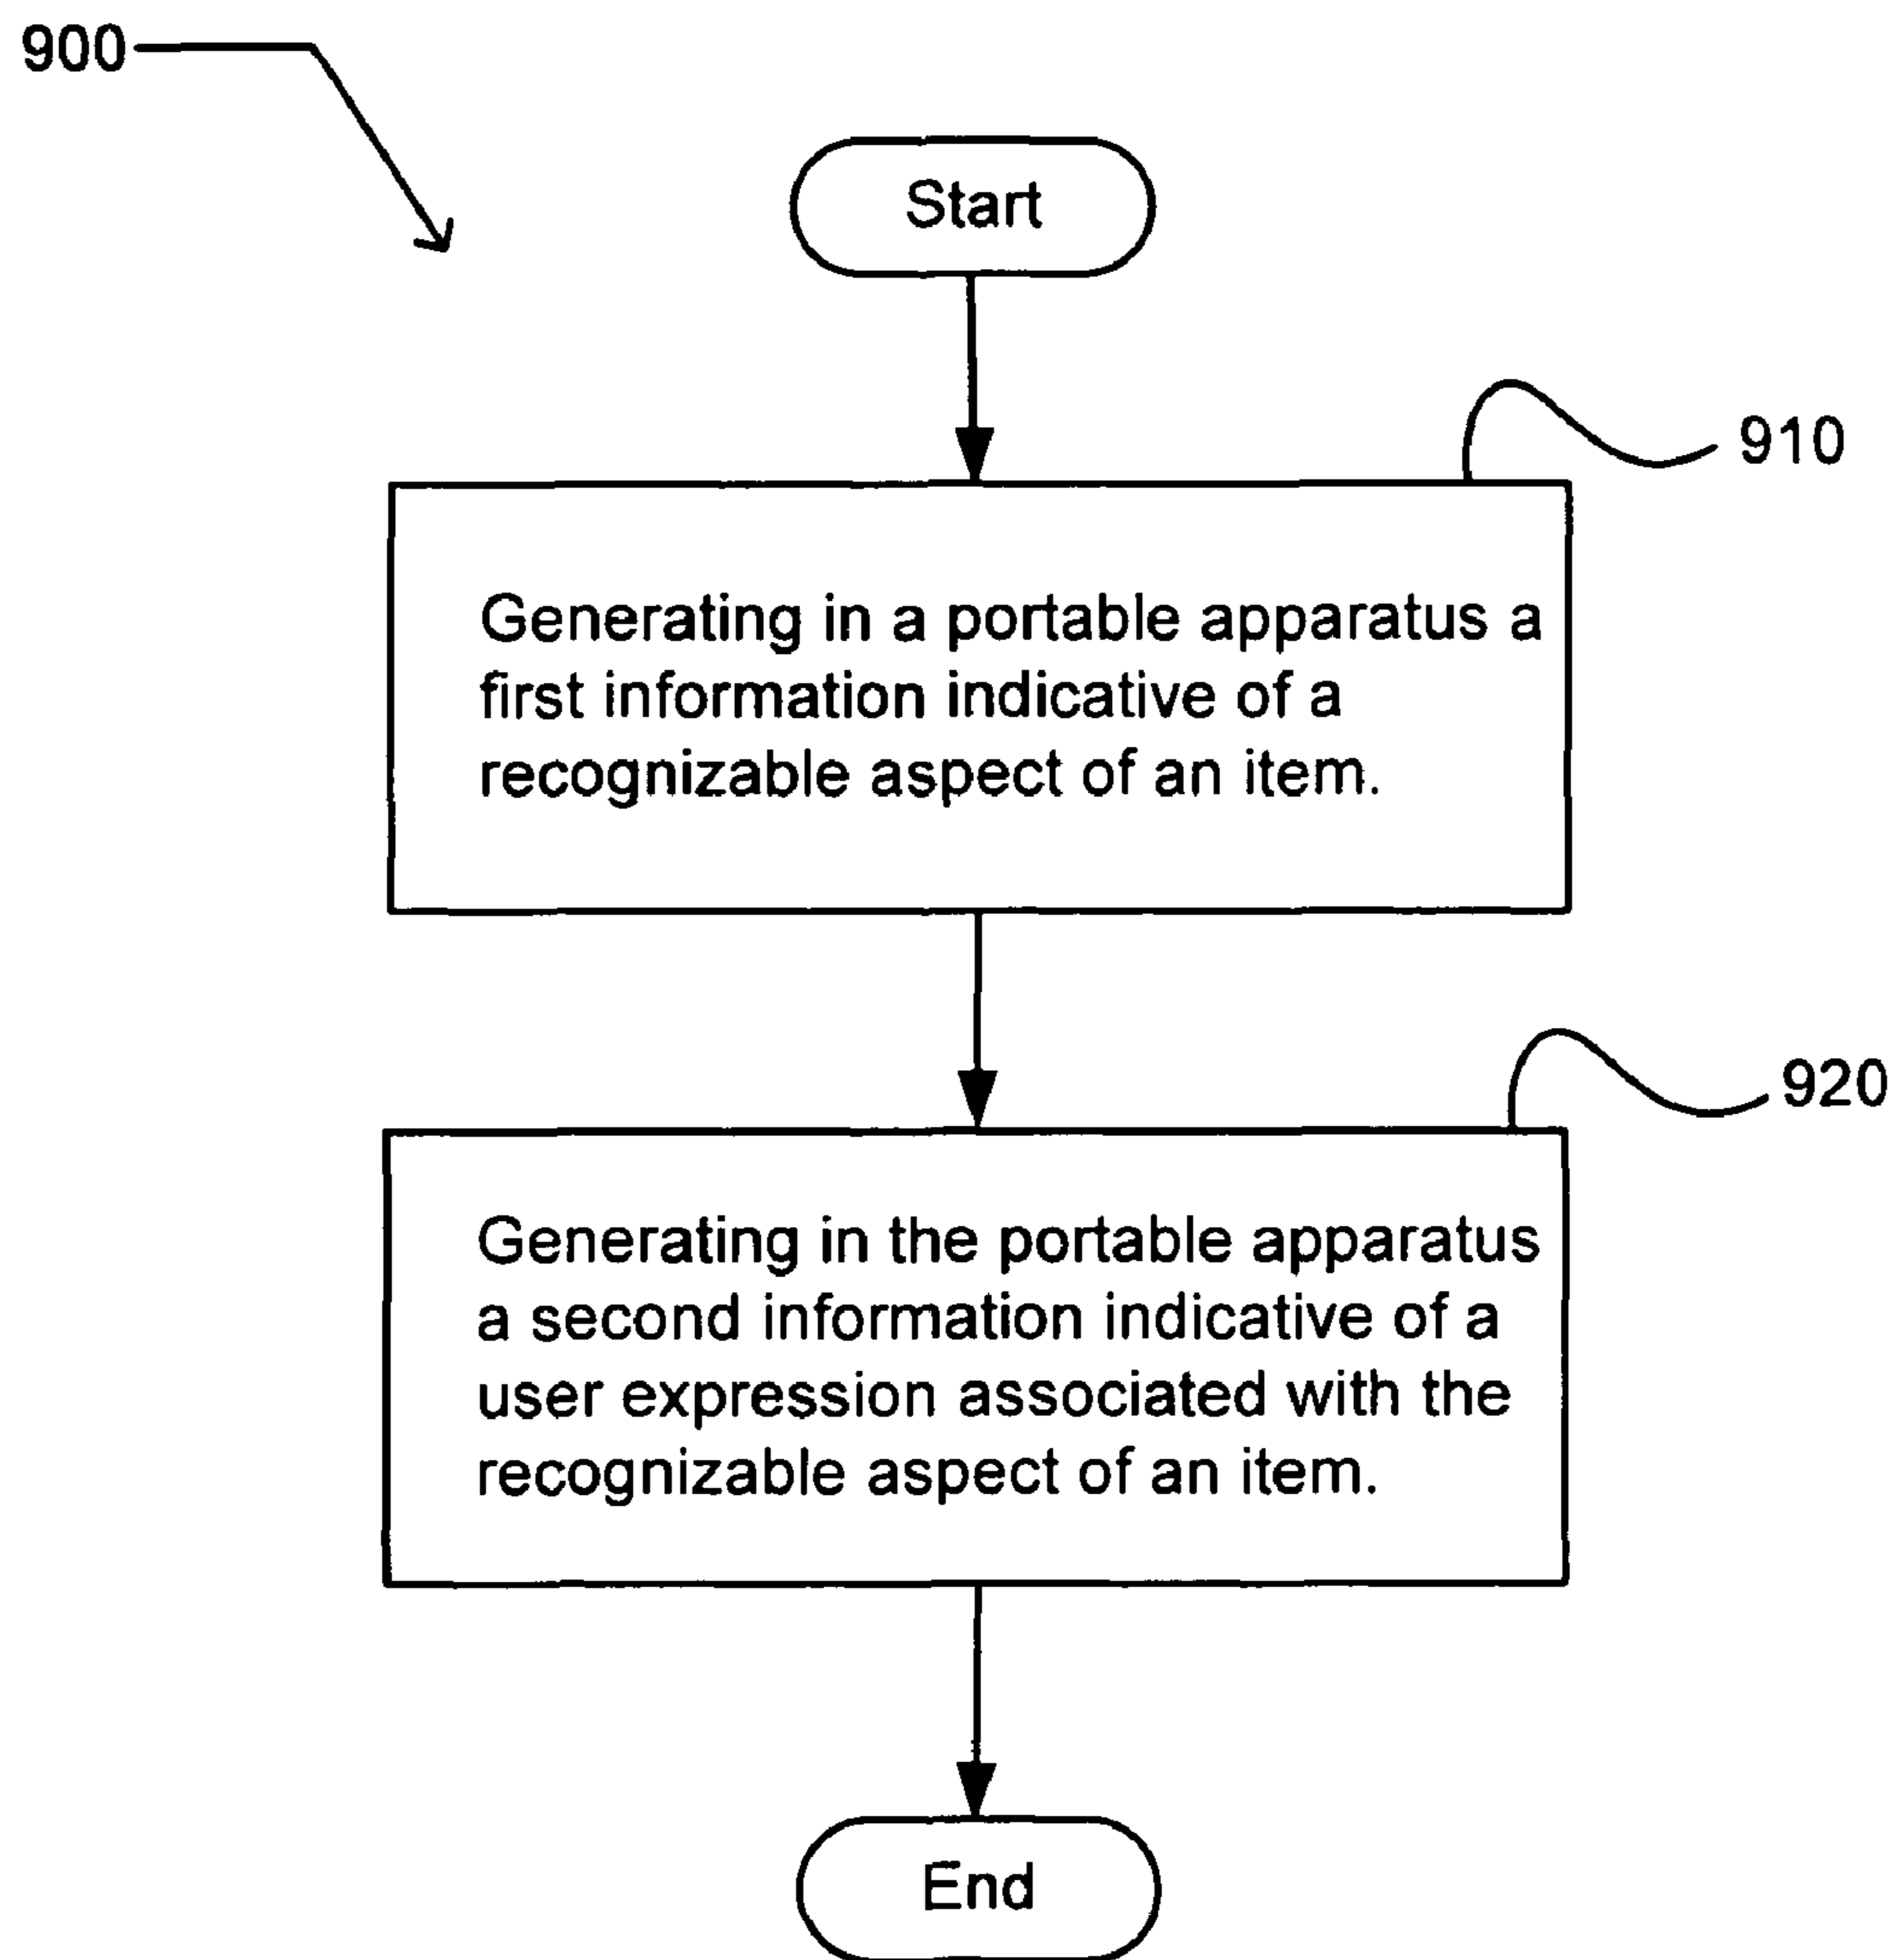 900
Start
910
Generating in a portable apparatus a
first information indicative of a
recognizable aspect of an item.
920
Generating in the portable apparatus
a second information indicative of a
user expression associated with the
recognizable aspect of an item.
End